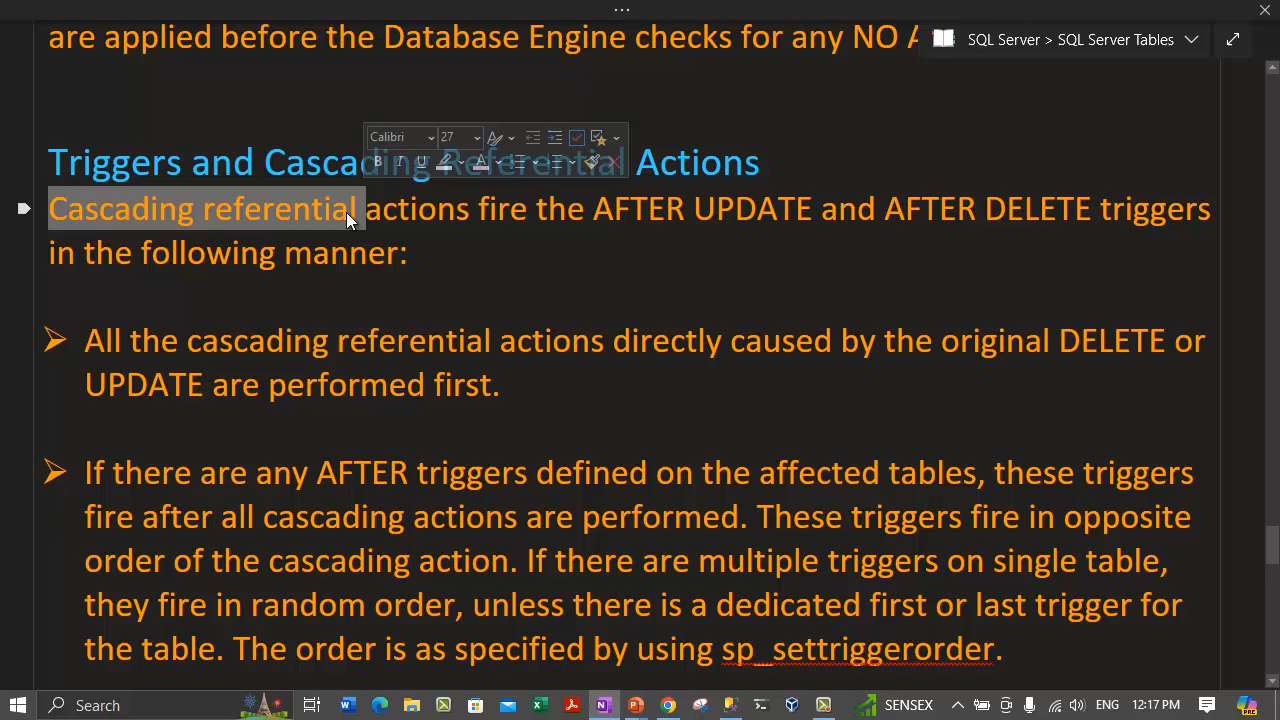 are applied before the Database Engine checks for any NO A
SQL Server > SQL Server Tables
Calibri 27
Triggers and Cascading Referential Actions
B I U A
Cascading referential actions fire the AFTER UPDATE and AFTER DELETE triggers
in the following manner:
All the cascading referential actions directly caused by the original DELETE or
UPDATE are performed first.
If there are any AFTER triggers defined on the affected tables, these triggers
fire after all cascading actions are performed. These triggers fire in opposite
order of the cascading action. If there are multiple triggers on single table,
they fire in random order, unless there is a dedicated first or last trigger for
the table. The order is as specified by using sp_settriggerorder.
Search SENSEX ENG 12:17 PM